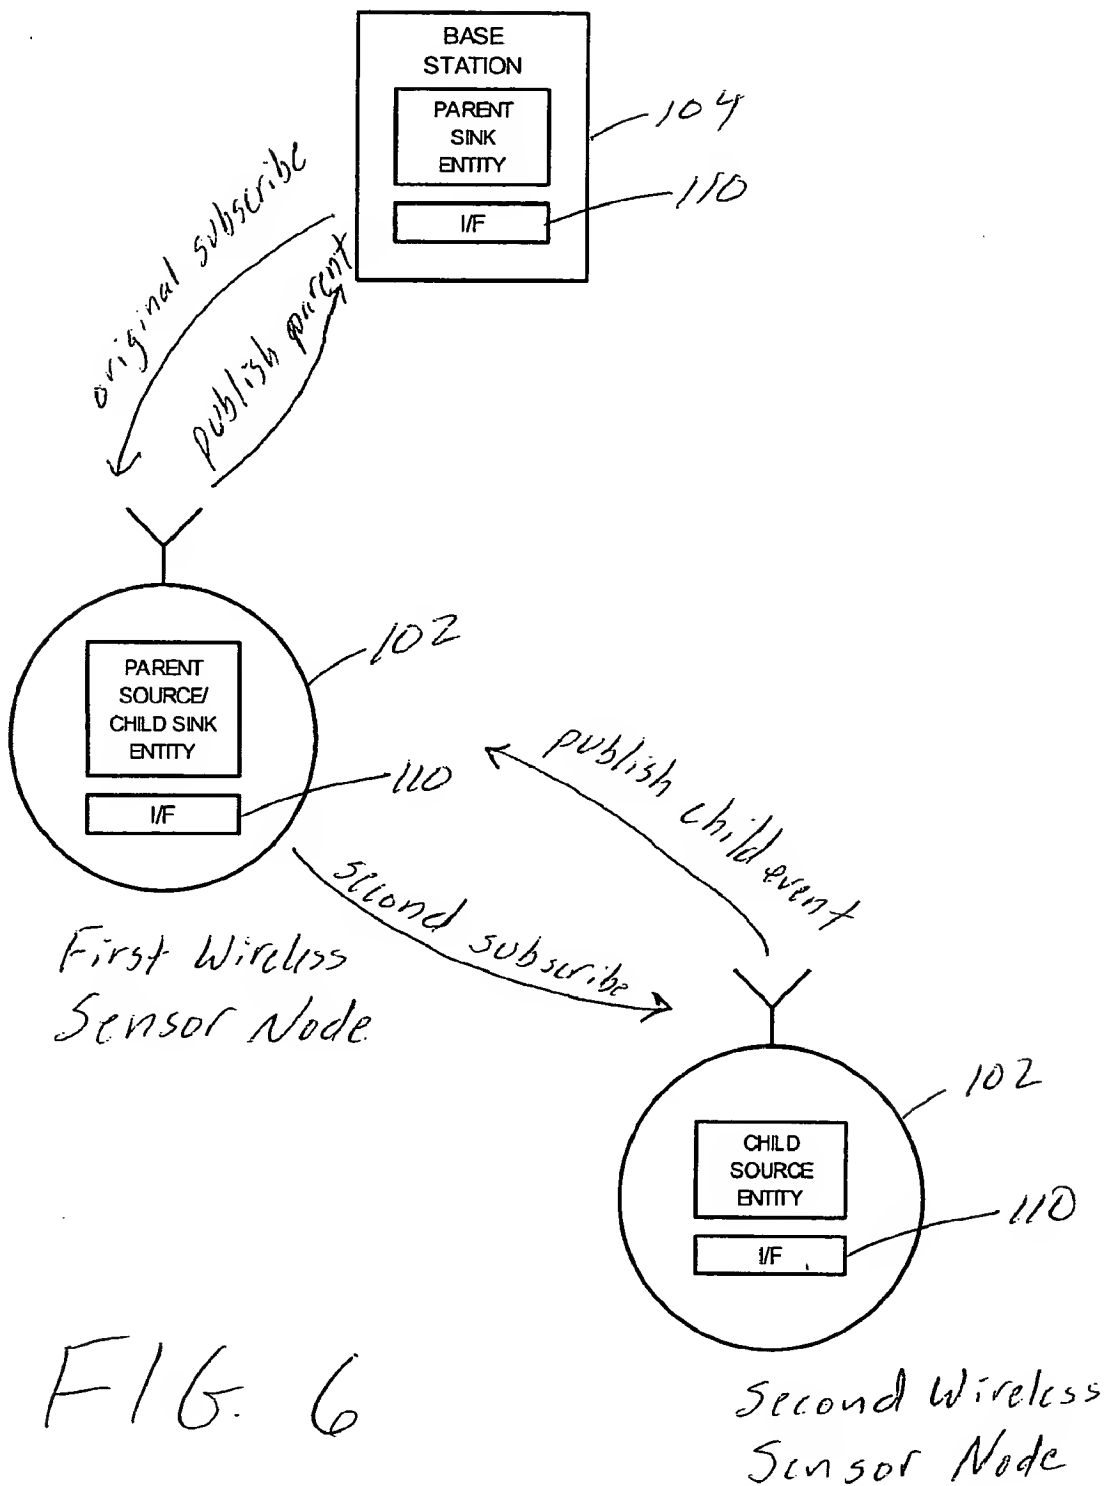 BASE
STATION
PARENT
SINK
ENTITY
I/F
104
110
original subscribe
publish parent
PARENT
SOURCE/
CHILD SINK
ENTITY
I/F
102
110
First Wireless
Sensor Node
publish child event
second subscribe
CHILD
SOURCE
ENTITY
I/F
102
110
Second Wireless
Sensor Node
FIG. 6